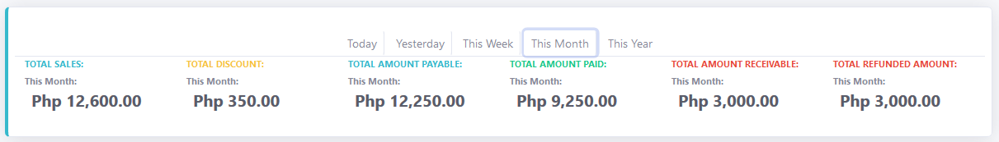 Today Yesterday This Week This Month This Year
TOTAL SALES: TOTAL DISCOUNT: TOTAL AMOUNT PAYABLE: TOTAL AMOUNT PAID: TOTAL AMOUNT RECEIVABLE: TOTAL REFUNDED AMOUNT:
This Month: This Month: This Month: This Month: This Month: This Month:
Php 12,600.00 Php 350.00 Php 12,250.00 Php 9,250.00 Php 3,000.00 Php 3,000.00